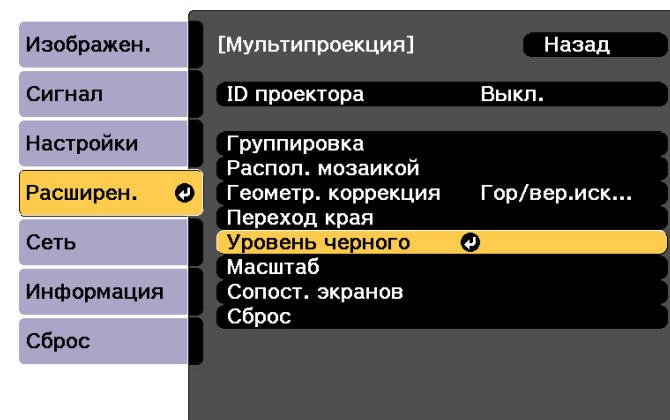 Изображен.
Сигнал
Настройки
Расширен.
Сеть
Информация
Сброс
[Мультипроекция] Назад
ID проектора Выкл.
Группировка
Распол. мозаикой
Геометр. коррекция Гор/вер.иск...
Переход края
Уровень черного
Масштаб
Сопост. экранов
Сброс